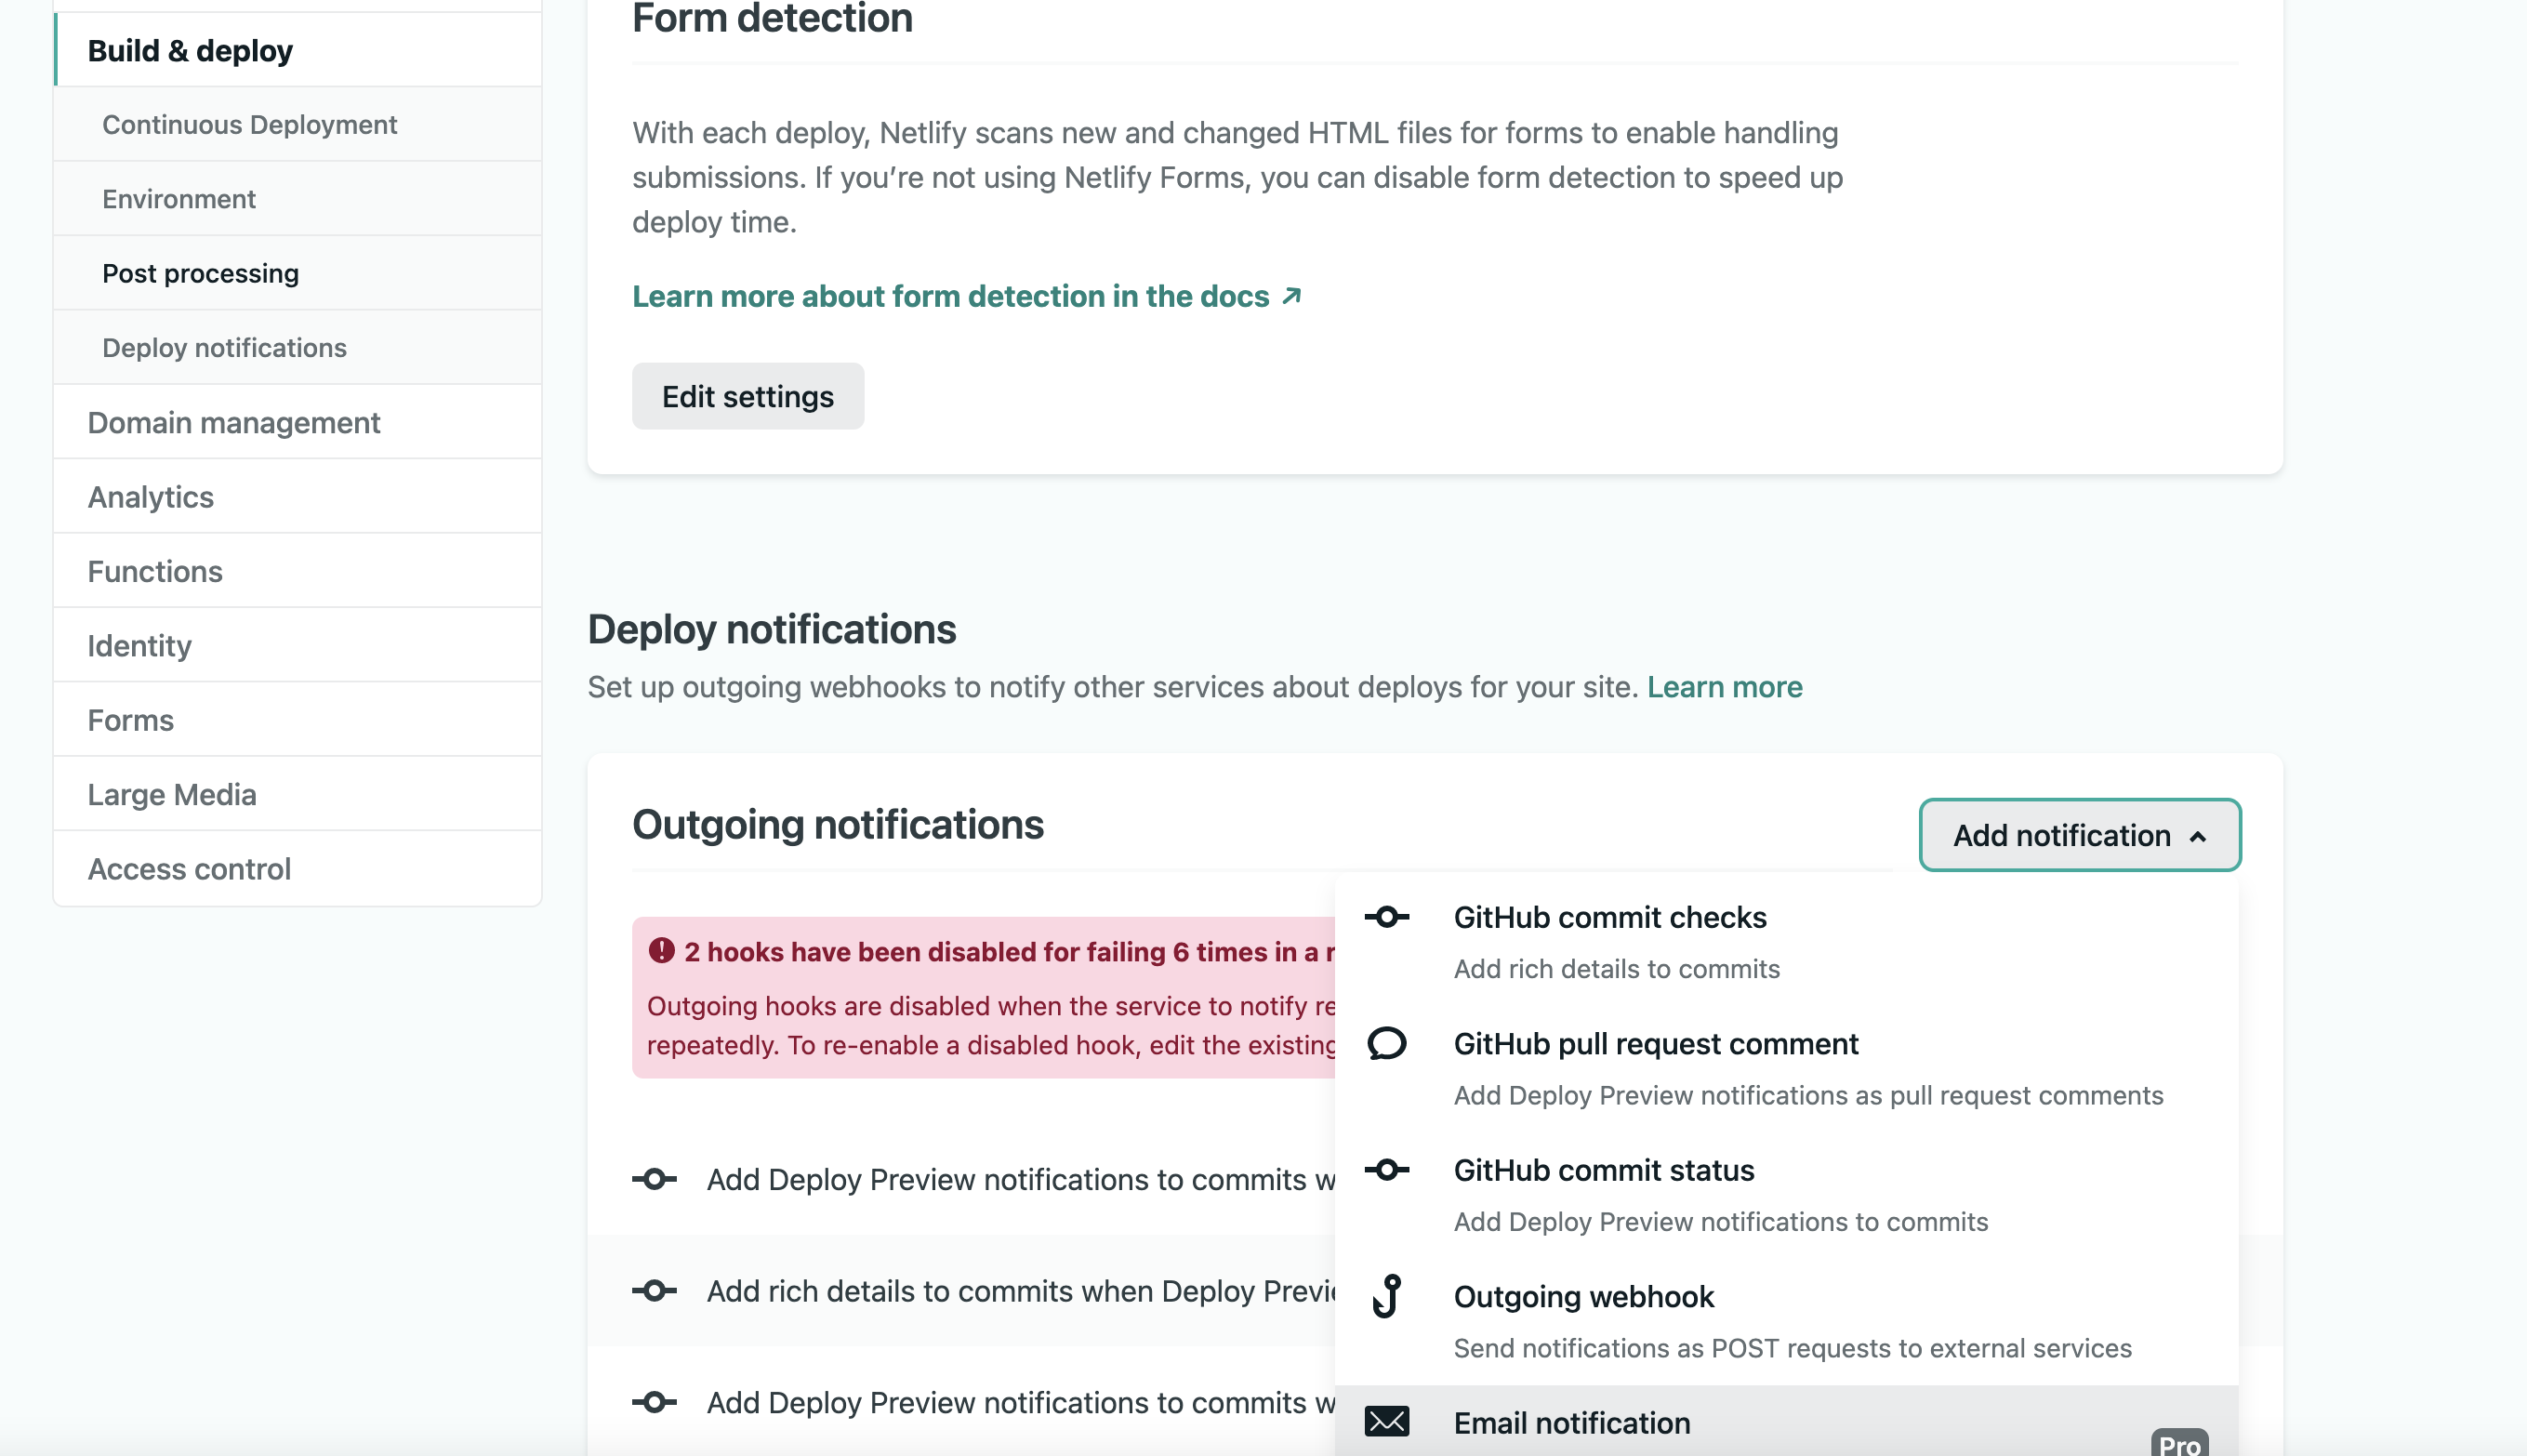 Build & deploy
Continuous Deployment
Environment
Post processing
Deploy notifications
Domain management
Analytics
Functions
Identity
Forms
Large Media
Access control
Form detection
With each deploy, Netlify scans new and changed HTML files for forms to enable handling
submissions. If you’re not using Netlify Forms, you can disable form detection to speed up
deploy time.
Learn more about form detection in the docs
Edit settings
Deploy notifications
Set up outgoing webhooks to notify other services about deploys for your site. Learn more
Outgoing notifications
Add notification
2 hooks have been disabled for failing 6 times in a r
Outgoing hooks are disabled when the service to notify re
repeatedly. To re-enable a disabled hook, edit the existing
Add Deploy Preview notifications to commits w
Add rich details to commits when Deploy Previe
Add Deploy Preview notifications to commits w
GitHub commit checks
Add rich details to commits
GitHub pull request comment
Add Deploy Preview notifications as pull request comments
GitHub commit status
Add Deploy Preview notifications to commits
Outgoing webhook
Send notifications as POST requests to external services
Email notification
Pro